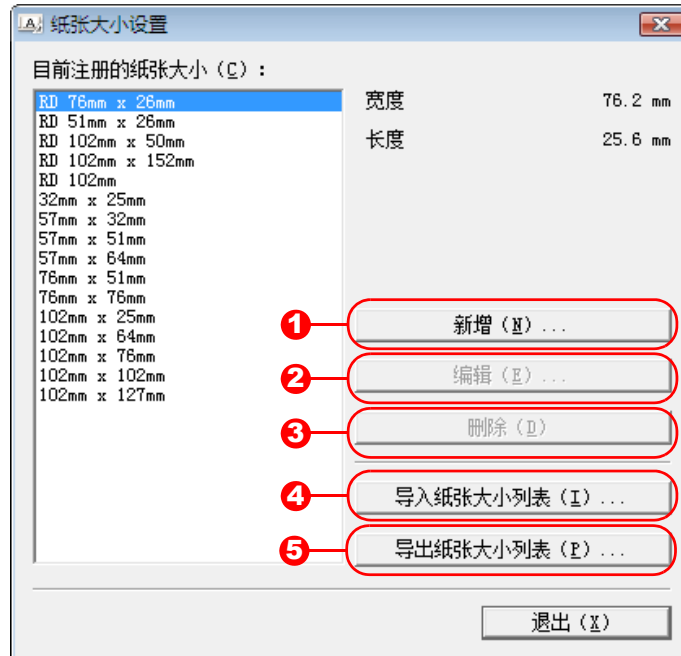 纸张大小设置
目前注册的纸张大小（C）：
RD 76mm x 26mm
RD 51mm x 26mm
RD 102mm x 50mm
RD 102mm x 152mm
RD 102mm
32mm x 25mm
57mm x 32mm
57mm x 51mm
57mm x 64mm
76mm x 51mm
76mm x 76mm
102mm x 25mm
102mm x 64mm
102mm x 76mm
102mm x 102mm
102mm x 127mm
宽度 76.2 mm
长度 25.6 mm
1 新增（N）...
2 编辑（E）...
3 删除（D）
4 导入纸张大小列表（I）...
5 导出纸张大小列表（P）...
退出（X）